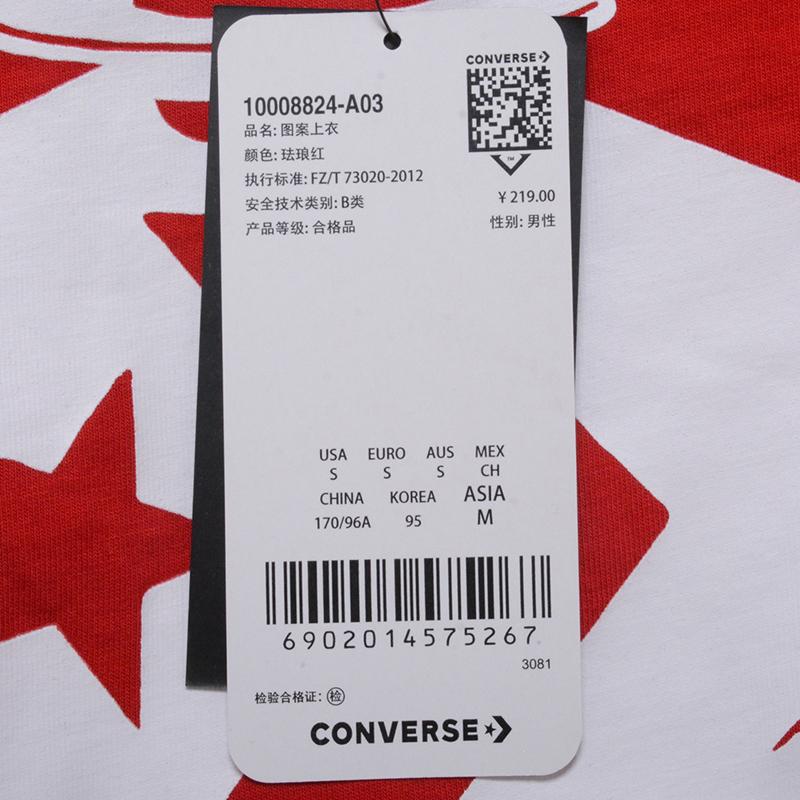 CONVERSE
10008824-A03
品名: 图案上衣
颜色: 珐琅红
执行标准: FZ/T 73020-2012
安全技术类别: B类
产品等级: 合格品
TM
¥ 219.00
性别: 男性
USA EURO AUS MEX
S S S CH
CHINA KOREA ASIA
170/96A 95 M
6902014575267
3081
检验合格证: 检
CONVERSE